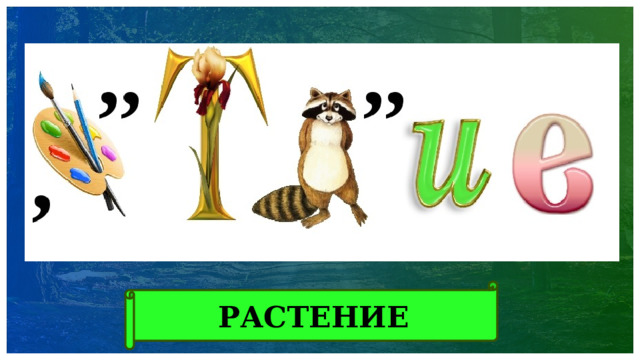 , ,, Т ,, и е
РАСТЕНИЕ